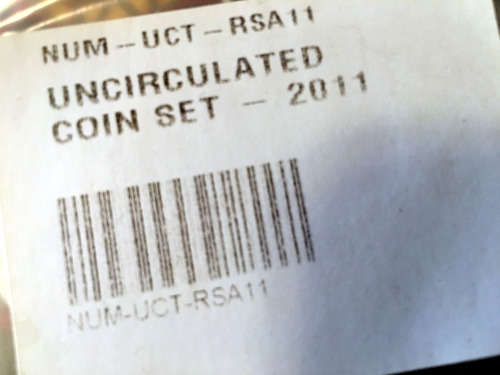 NUM-UCT-RSA11
UNCIRCULATED
COIN SET - 2011
NUM-UCT-RSA11